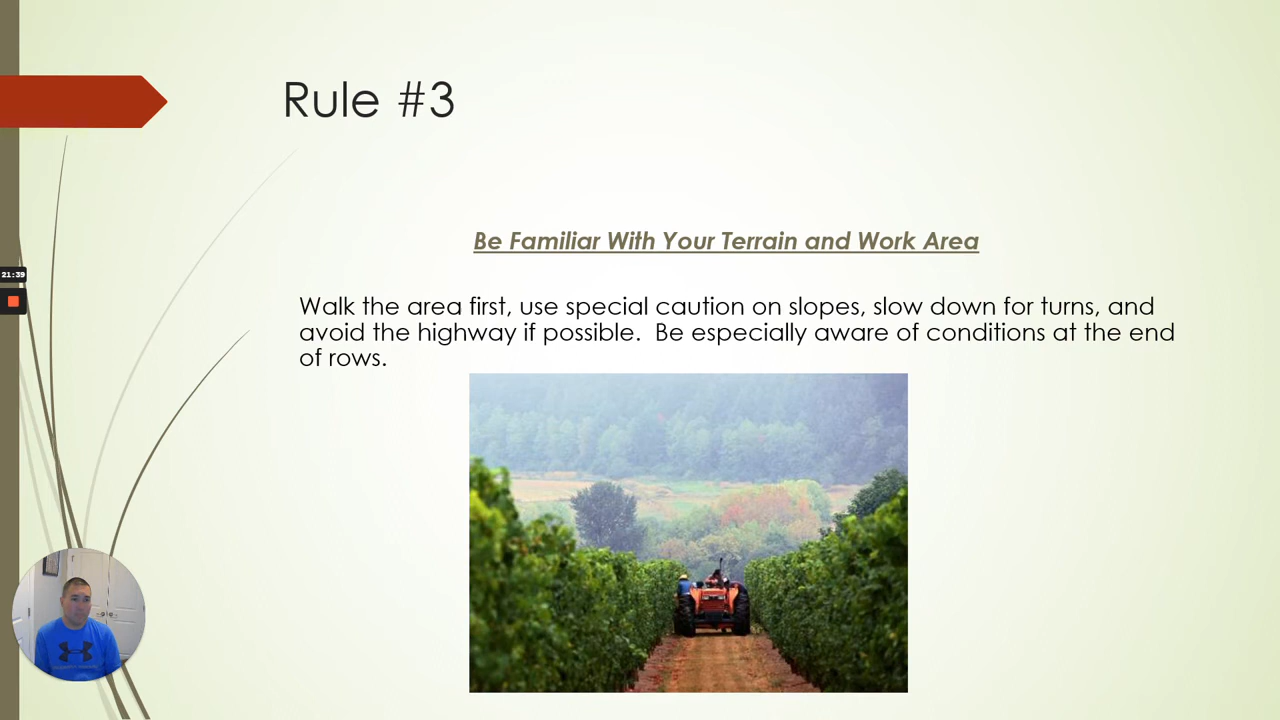 Rule #3
Be Familiar With Your Terrain and Work Area
Walk the area first, use special caution on slopes, slow down for turns, and
avoid the highway if possible.  Be especially aware of conditions at the end
of rows.
21:39